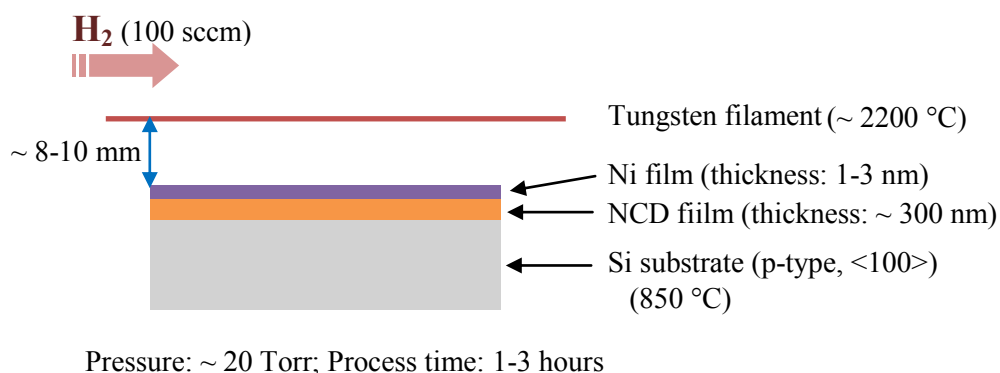 H₂ (100 sccm)
Tungsten filament (~ 2200 °C)
~ 8-10 mm
Ni film (thickness: 1-3 nm)
NCD fiilm (thickness: ~ 300 nm)
Si substrate (p-type, <100>)
(850 °C)
Pressure: ~ 20 Torr; Process time: 1-3 hours